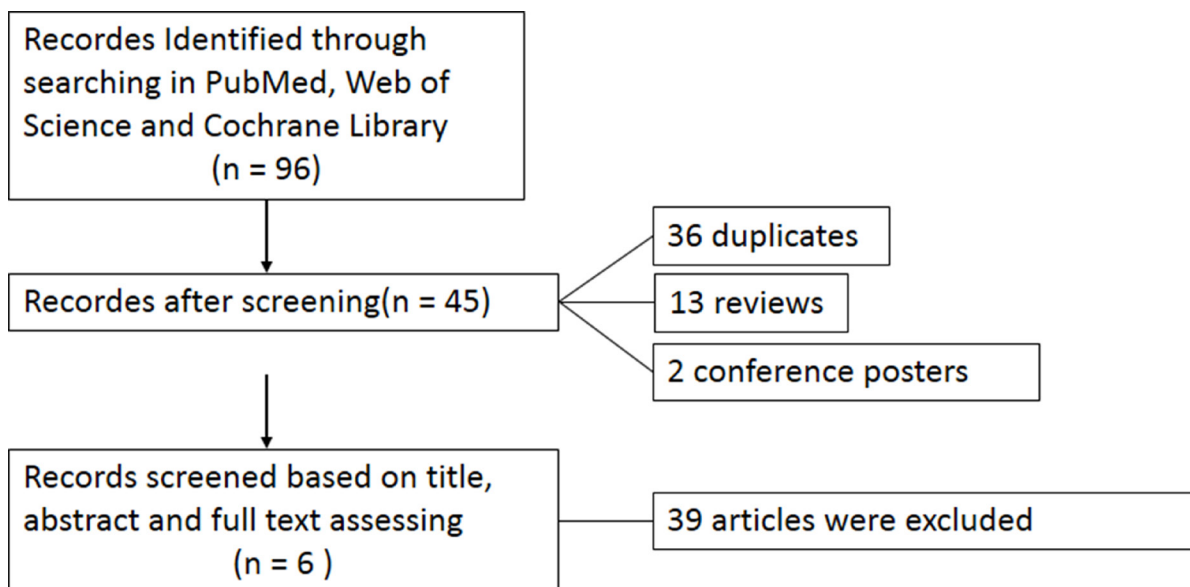 Recordes Identified through
searching in PubMed, Web of
Science and Cochrane Library
(n = 96)
36 duplicates
Recordes after screening(n = 45)
13 reviews
2 conference posters
Records screened based on title,
abstract and full text assessing
(n = 6 )
39 articles were excluded